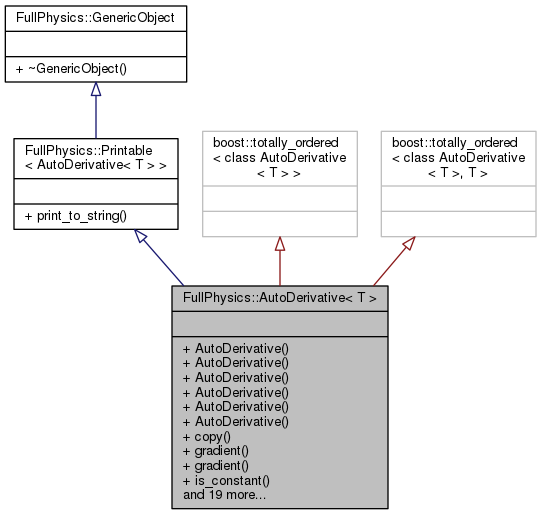 FullPhysics::GenericObject
+ ~GenericObject()
FullPhysics::Printable
< AutoDerivative< T > >
+ print_to_string()
boost::totally_ordered
< class AutoDerivative
< T > >
boost::totally_ordered
< class AutoDerivative
< T >, T >
FullPhysics::AutoDerivative< T >
+ AutoDerivative()
+ AutoDerivative()
+ AutoDerivative()
+ AutoDerivative()
+ AutoDerivative()
+ AutoDerivative()
+ copy()
+ gradient()
+ gradient()
+ is_constant()
and 19 more...